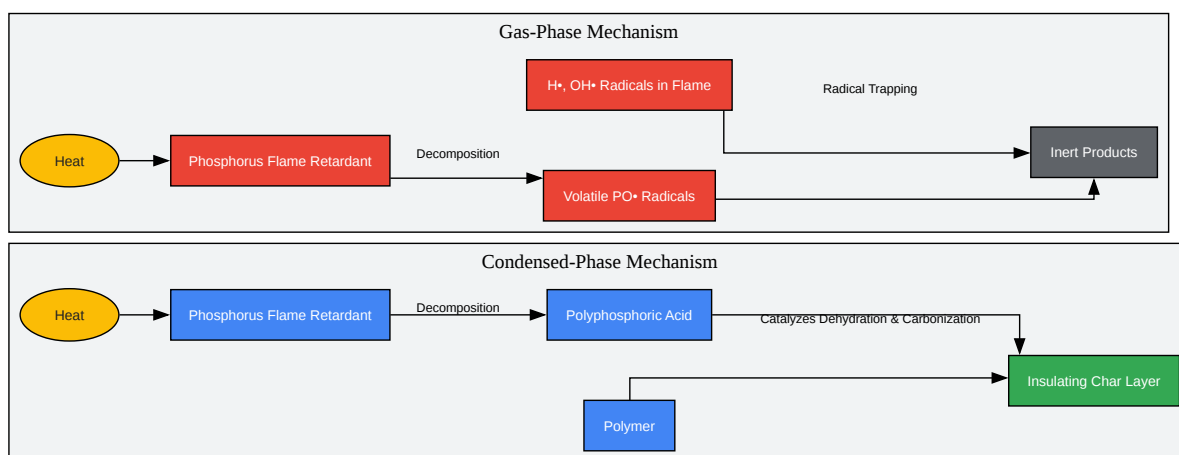 Gas-Phase Mechanism
H•, OH• Radicals in Flame
Radical Trapping
Heat
Phosphorus Flame Retardant
Decomposition
Inert Products
Volatile PO• Radicals
Condensed-Phase Mechanism
Heat
Phosphorus Flame Retardant
Decomposition
Polyphosphoric Acid
Catalyzes Dehydration & Carbonization
Insulating Char Layer
Polymer